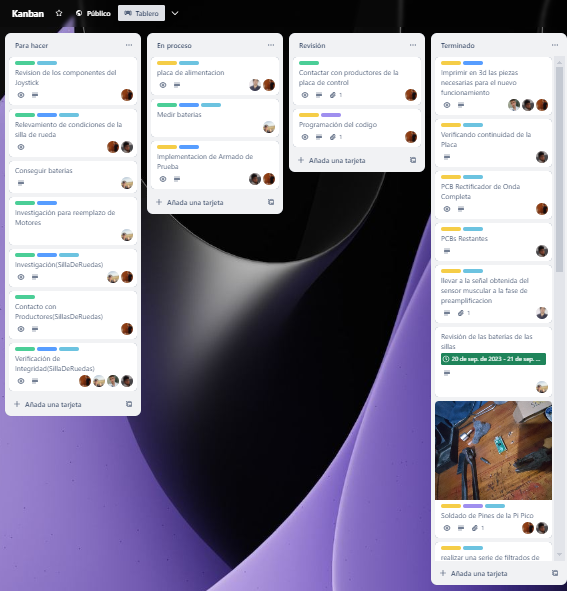 Kanban
Público
Tablero
Para hacer
Revision de los componentes del
Joystick
Relevamiento de condiciones de la
silla de rueda
Conseguir baterias
Investigación para reemplazo de
Motores
Investigación(SillaDeRuedas)
Contacto con
Productores(SillasDeRuedas)
Verificación de
Integridad(SillaDeRuedas)
Añada una tarjeta
En proceso
placa de alimentacion
Medir baterias
Implementacion de Armado de
Prueba
Añada una tarjeta
Revisión
Contactar con productores de la
placa de control
1
Programación del codigo
1
Añada una tarjeta
Terminado
Imprimir en 3d las piezas
necesarias para el nuevo
funcionamiento
Verificando continuidad de la
Placa
PCB Rectificador de Onda
Completa
PCBs Restantes
llevar a la señal obtenida del
sensor muscular a la fase de
preamplificacion
1
Revisión de las baterias de las
sillas
20 de sep. de 2023 - 21 de sep. ...
Soldado de Pines de la Pi Pico
1
realizar una serie de filtrados de
Añada una tarjeta